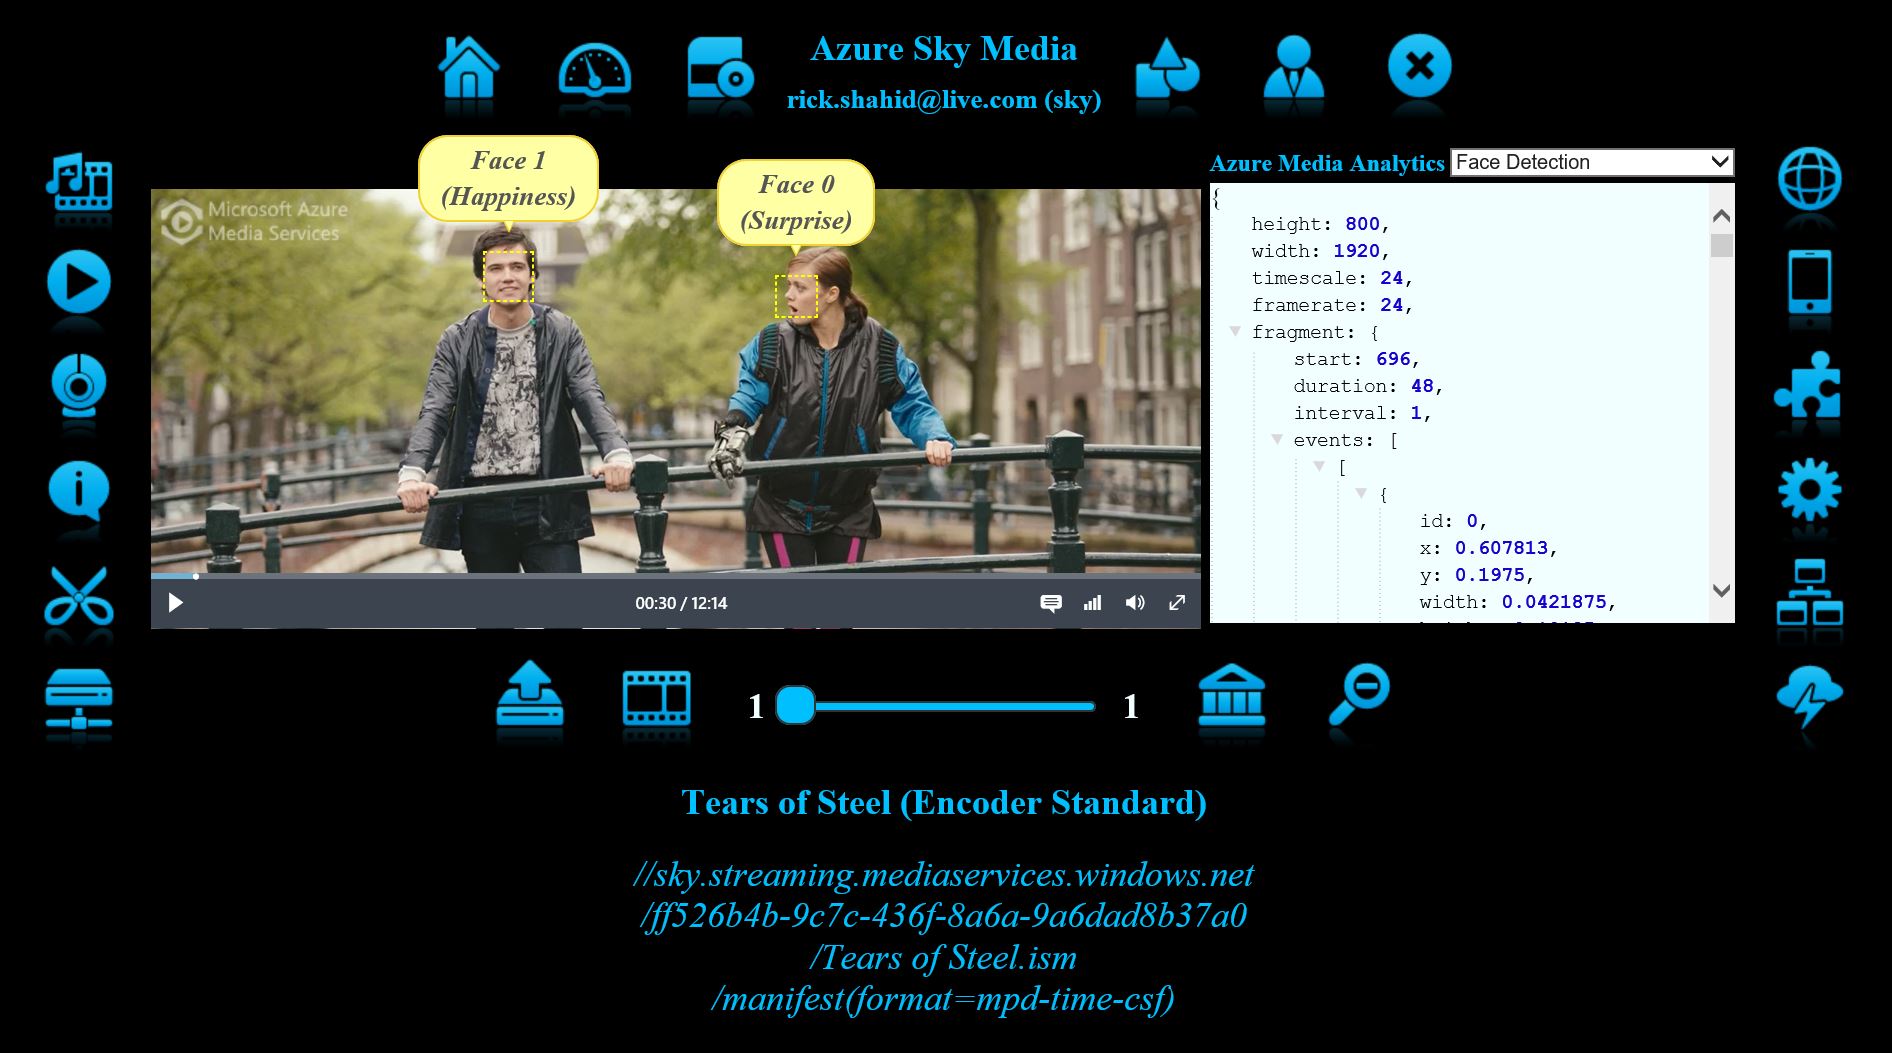 Azure Sky Media
rick.shahid@live.com (sky)
Face 1
(Happiness)
Face 0
(Surprise)
Microsoft Azure
Media Services
00:30 / 12:14
Azure Media Analytics Face Detection
{
height: 800,
width: 1920,
timescale: 24,
framerate: 24,
fragment: {
start: 696,
duration: 48,
interval: 1,
events: [
[
{
id: 0,
x: 0.607813,
y: 0.1975,
width: 0.0421875,
1 1
Tears of Steel (Encoder Standard)
//sky.streaming.mediaservices.windows.net
/ff526b4b-9c7c-436f-8a6a-9a6dad8b37a0
/Tears of Steel.ism
/manifest(format=mpd-time-csf)